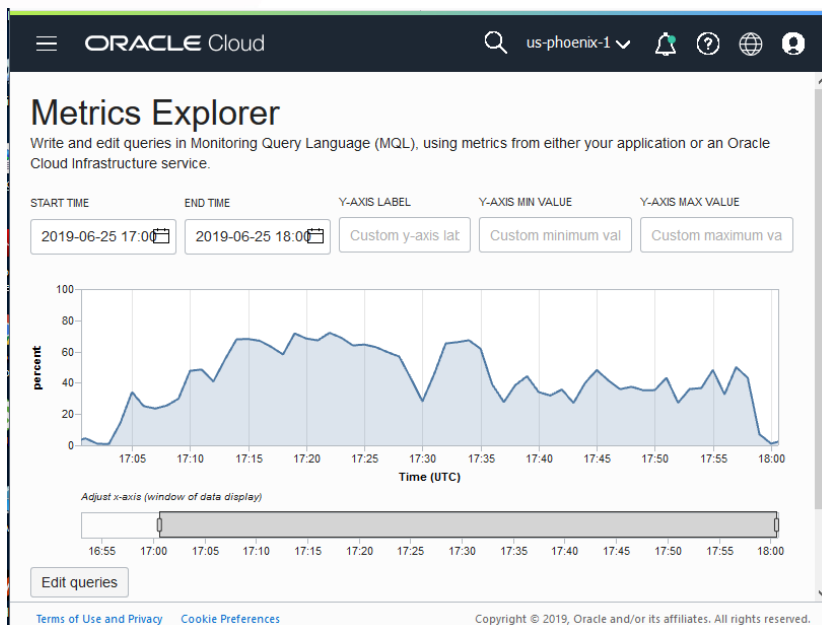 ORACLE Cloud
us-phoenix-1
Metrics Explorer
Write and edit queries in Monitoring Query Language (MQL), using metrics from either your application or an Oracle
Cloud Infrastructure service.
START TIME END TIME Y-AXIS LABEL Y-AXIS MIN VALUE Y-AXIS MAX VALUE
2019-06-25 17:00 2019-06-25 18:00 Custom y-axis lab Custom minimum val Custom maximum va
100
80
60
40
20
0
percent
17:05 17:10 17:15 17:20 17:25 17:30 17:35 17:40 17:45 17:50 17:55 18:00
Time (UTC)
Adjust x-axis (window of data display)
16:55 17:00 17:05 17:10 17:15 17:20 17:25 17:30 17:35 17:40 17:45 17:50 17:55 18:00
Edit queries
Terms of Use and Privacy Cookie Preferences Copyright © 2019, Oracle and/or its affiliates. All rights reserved.